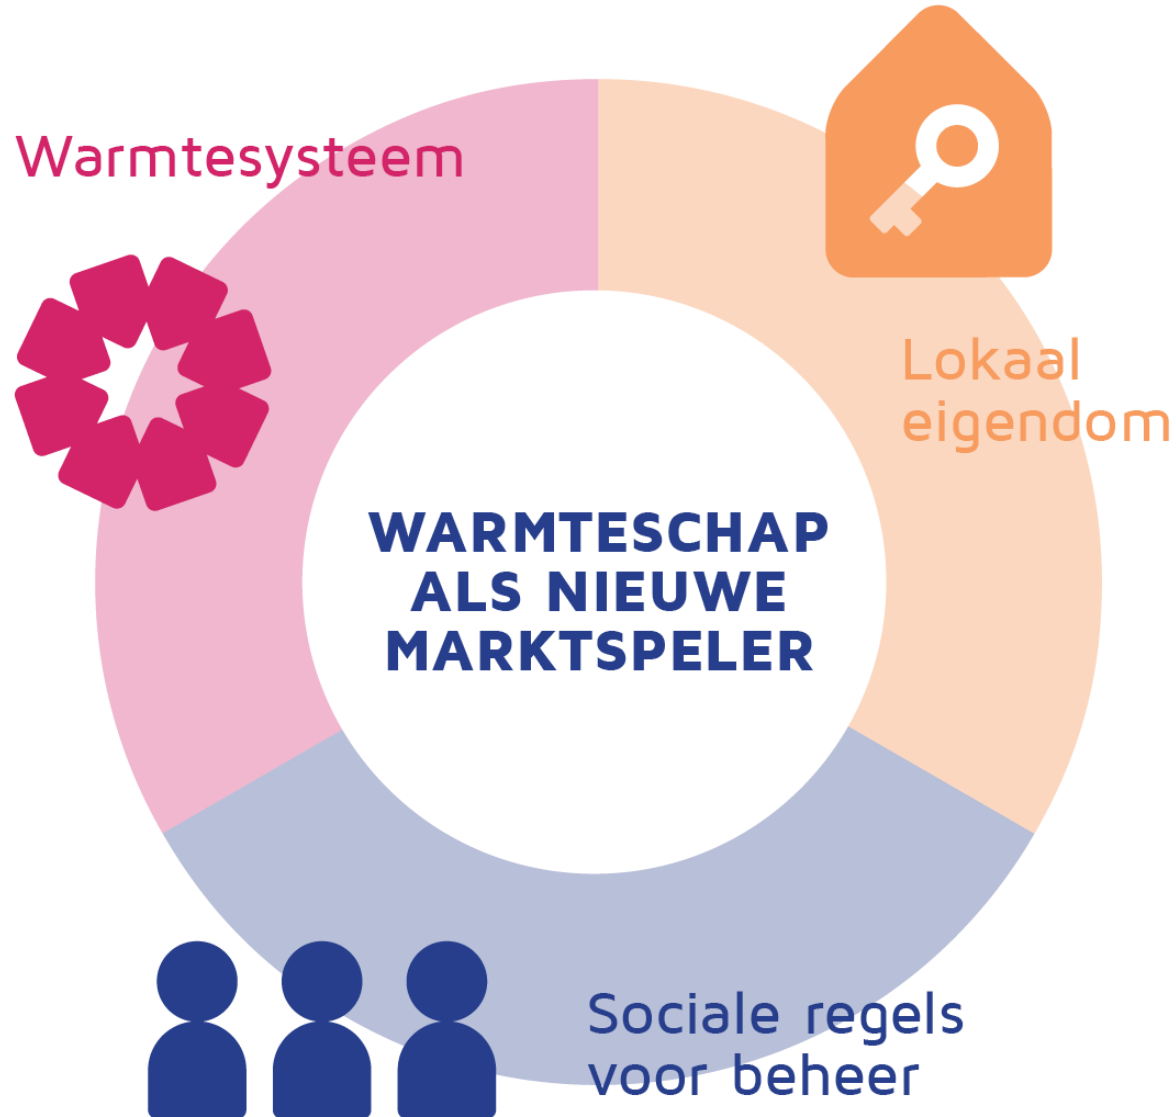 Warmtesysteem
Lokaal
eigendom
WARMTESCHAP
ALS NIEUWE
MARKTSPELER
Sociale regels
voor beheer